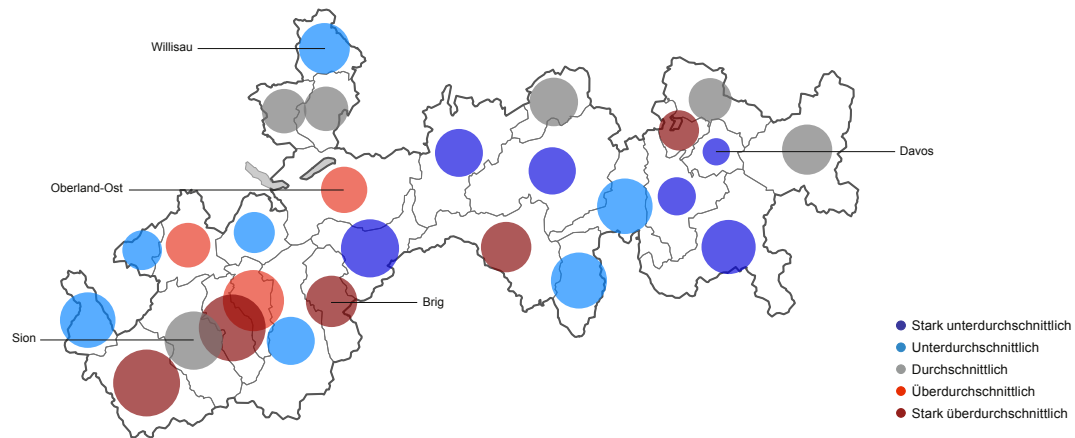 Willisau
Davos
Oberland-Ost
Brig
Sion
Stark unterdurchschnittlich
Unterdurchschnittlich
Durchschnittlich
Überdurchschnittlich
Stark überdurchschnittlich